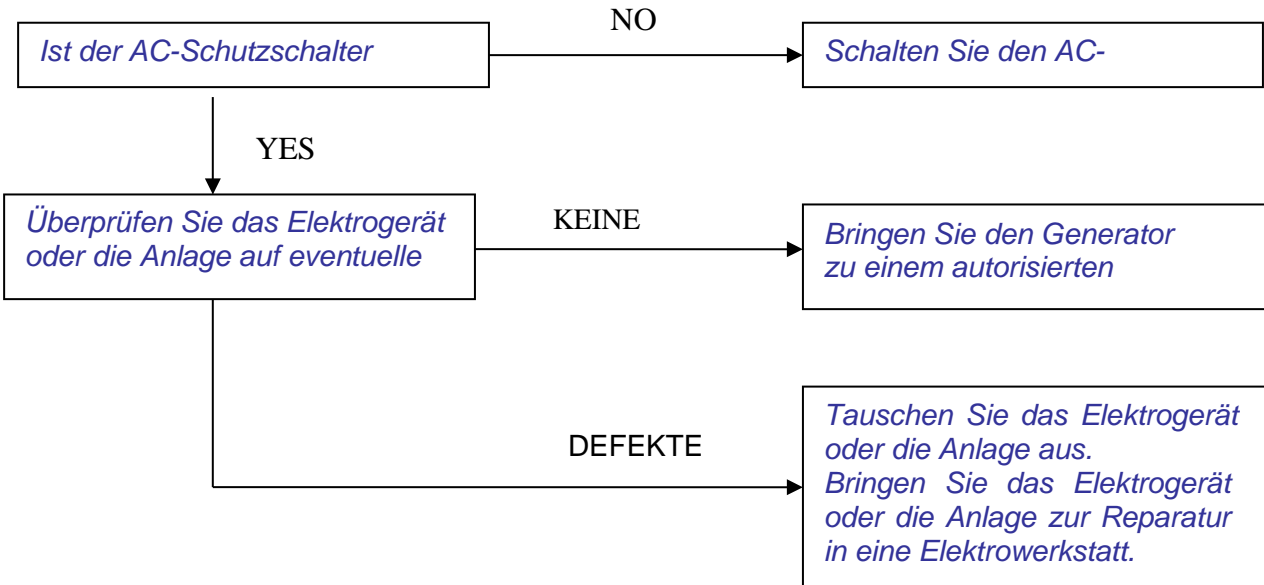 NO
Ist der AC-Schutzschalter
Schalten Sie den AC-
YES
Überprüfen Sie das Elektrogerät
oder die Anlage auf eventuelle
KEINE
Bringen Sie den Generator
zu einem autorisierten
DEFEKTE
Tauschen Sie das Elektrogerät
oder die Anlage aus.
Bringen Sie das Elektrogerät
oder die Anlage zur Reparatur
in eine Elektrowerkstatt.